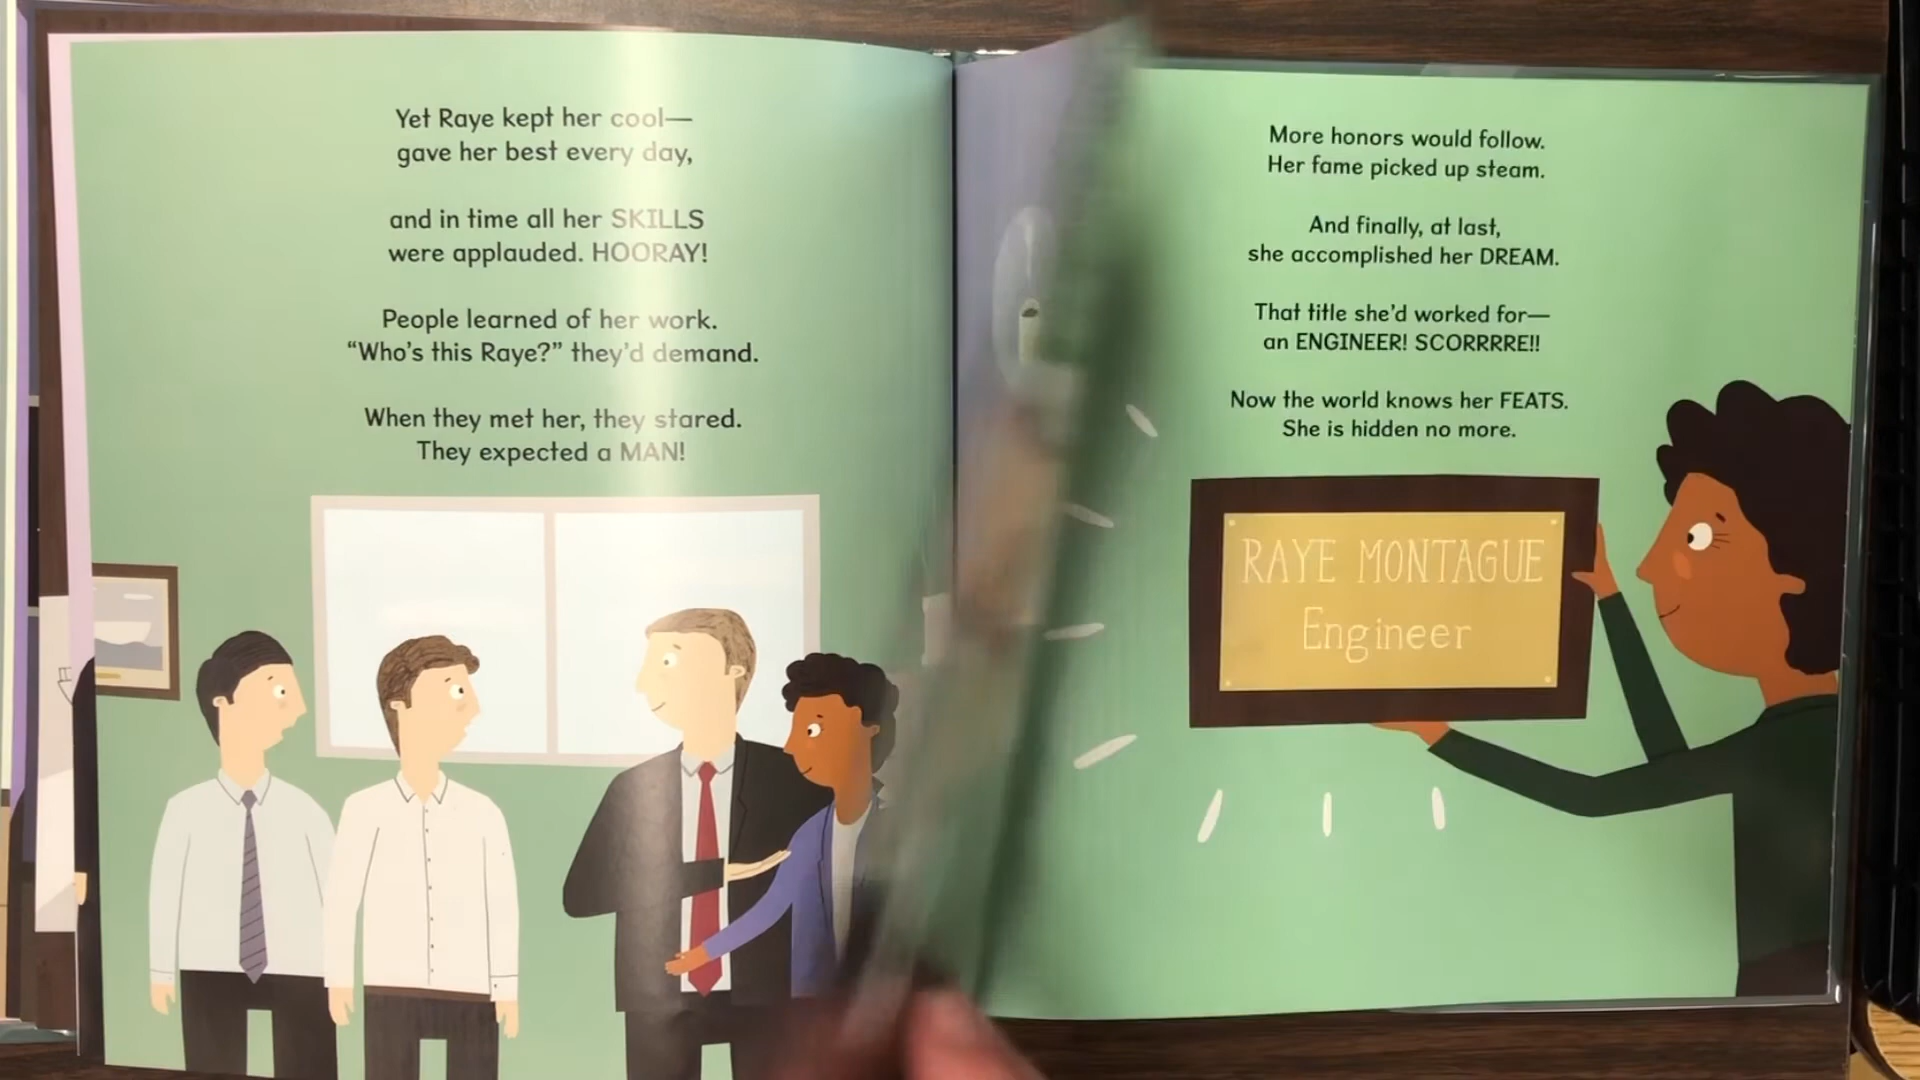 Yet Raye kept her cool—
gave her best every day,
and in time all her SKILLS
were applauded. HOORAY!
People learned of her work.
“Who’s this Raye?” they’d demand.
When they met her, they stared.
They expected a MAN!
More honors would follow.
Her fame picked up steam.
And finally, at last,
she accomplished her DREAM.
That title she’d worked for—
an ENGINEER! SCORRRRE!!
Now the world knows her FEATS.
She is hidden no more.
RAYE MONTAGUE
Engineer